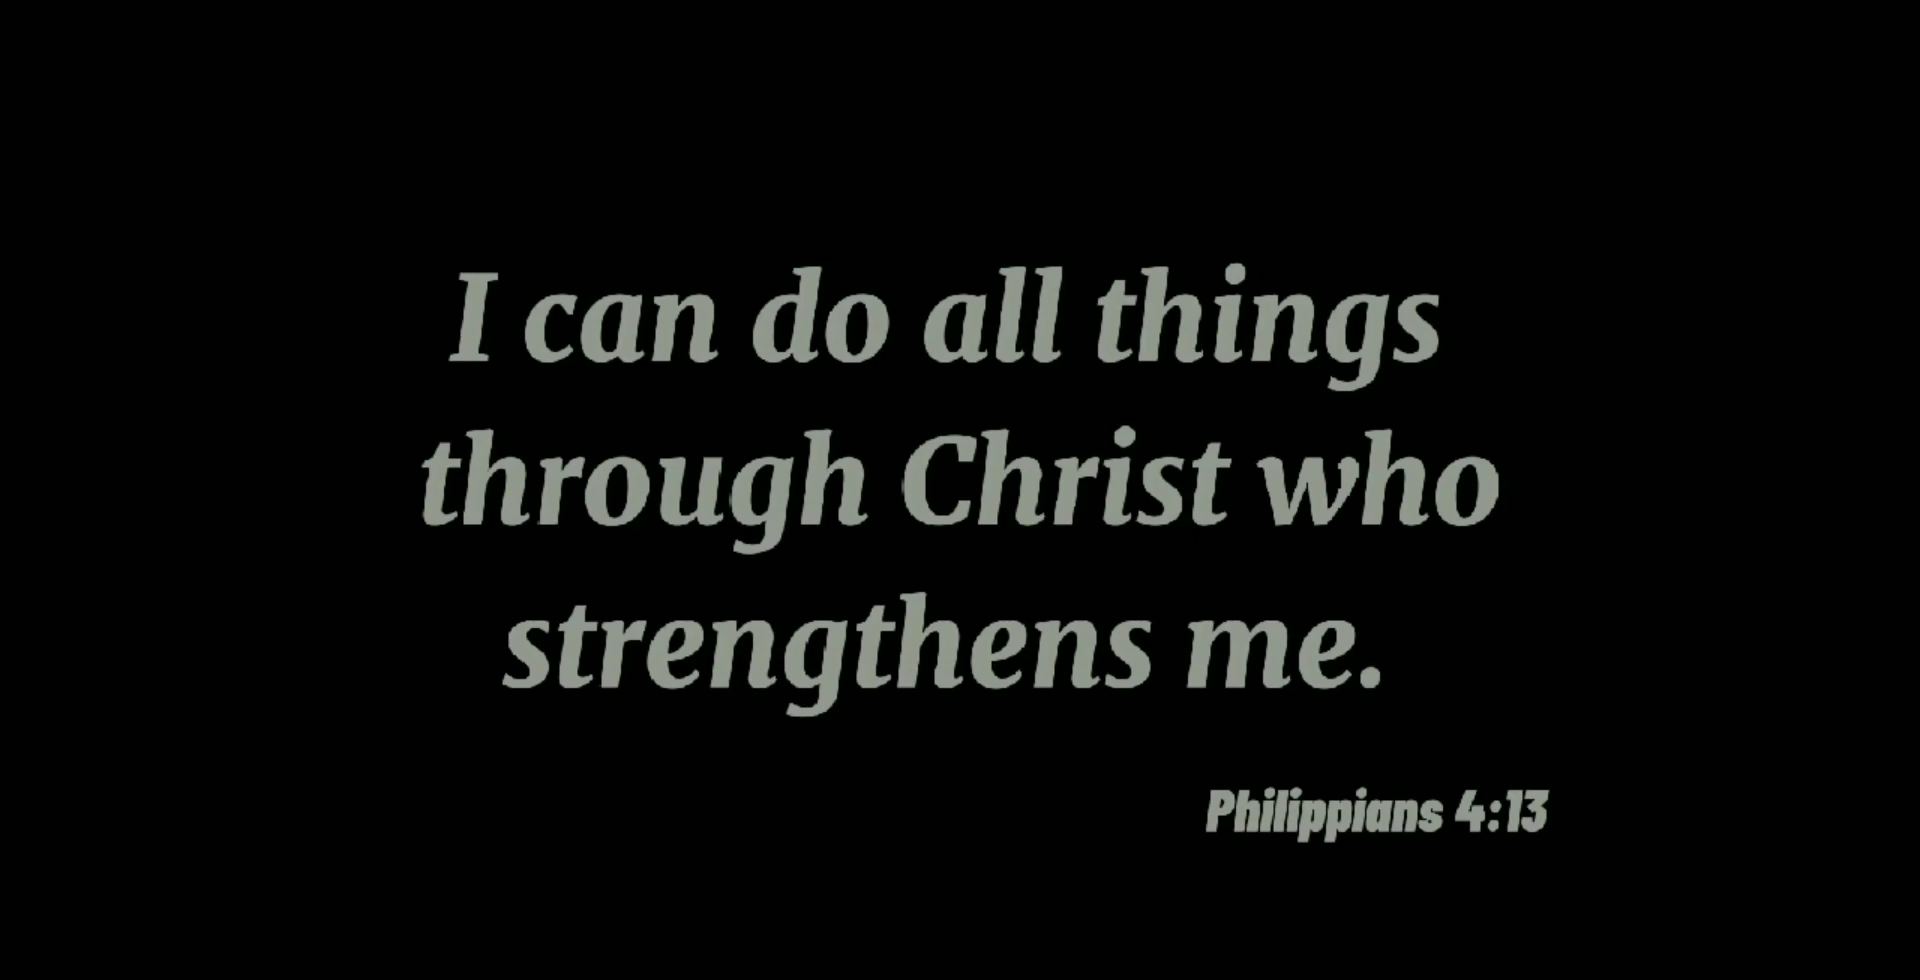 I can do all things
through Christ who
strengthens me.
Philippians 4:13